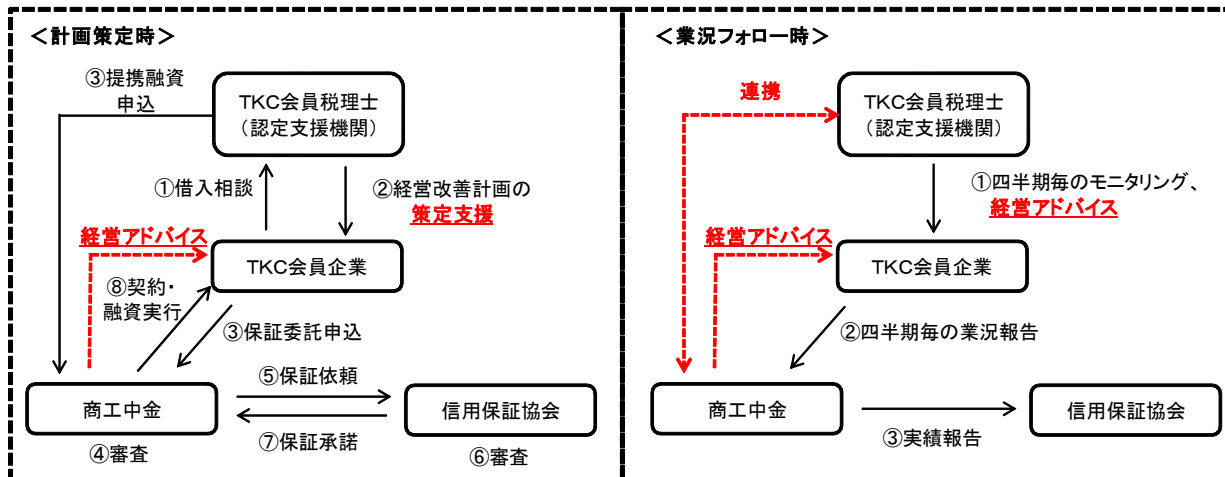 <計画策定時>
③提携融資
申込
TKC会員税理士
(認定支援機関)
①借入相談
②経営改善計画の
策定支援
経営アドバイス
TKC会員企業
⑧契約・
融資実行
③保証委託申込
⑤保証依頼
商工中金
信用保証協会
⑦保証承諾
④審査
⑥審査
<業況フォロー時>
連携
TKC会員税理士
(認定支援機関)
①四半期毎のモニタリング、
経営アドバイス
経営アドバイス
TKC会員企業
②四半期毎の業況報告
商工中金
信用保証協会
③実績報告